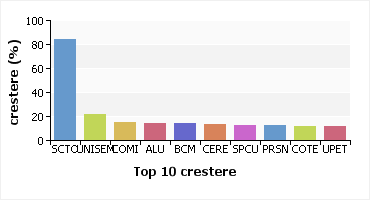 100
80
60
40
20
0
crestere (%)
SCTO UNISEM COMI ALU BCM CERE SPCU PRSN COTE UPET
Top 10 crestere